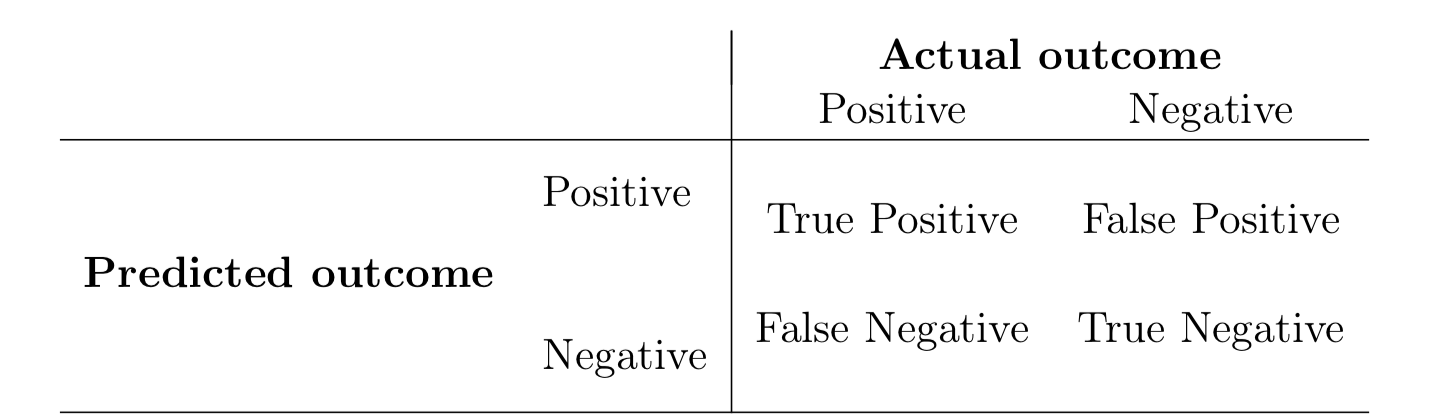 Actual outcome
Positive Negative
Positive
True Positive False Positive
Predicted outcome
False Negative True Negative
Negative